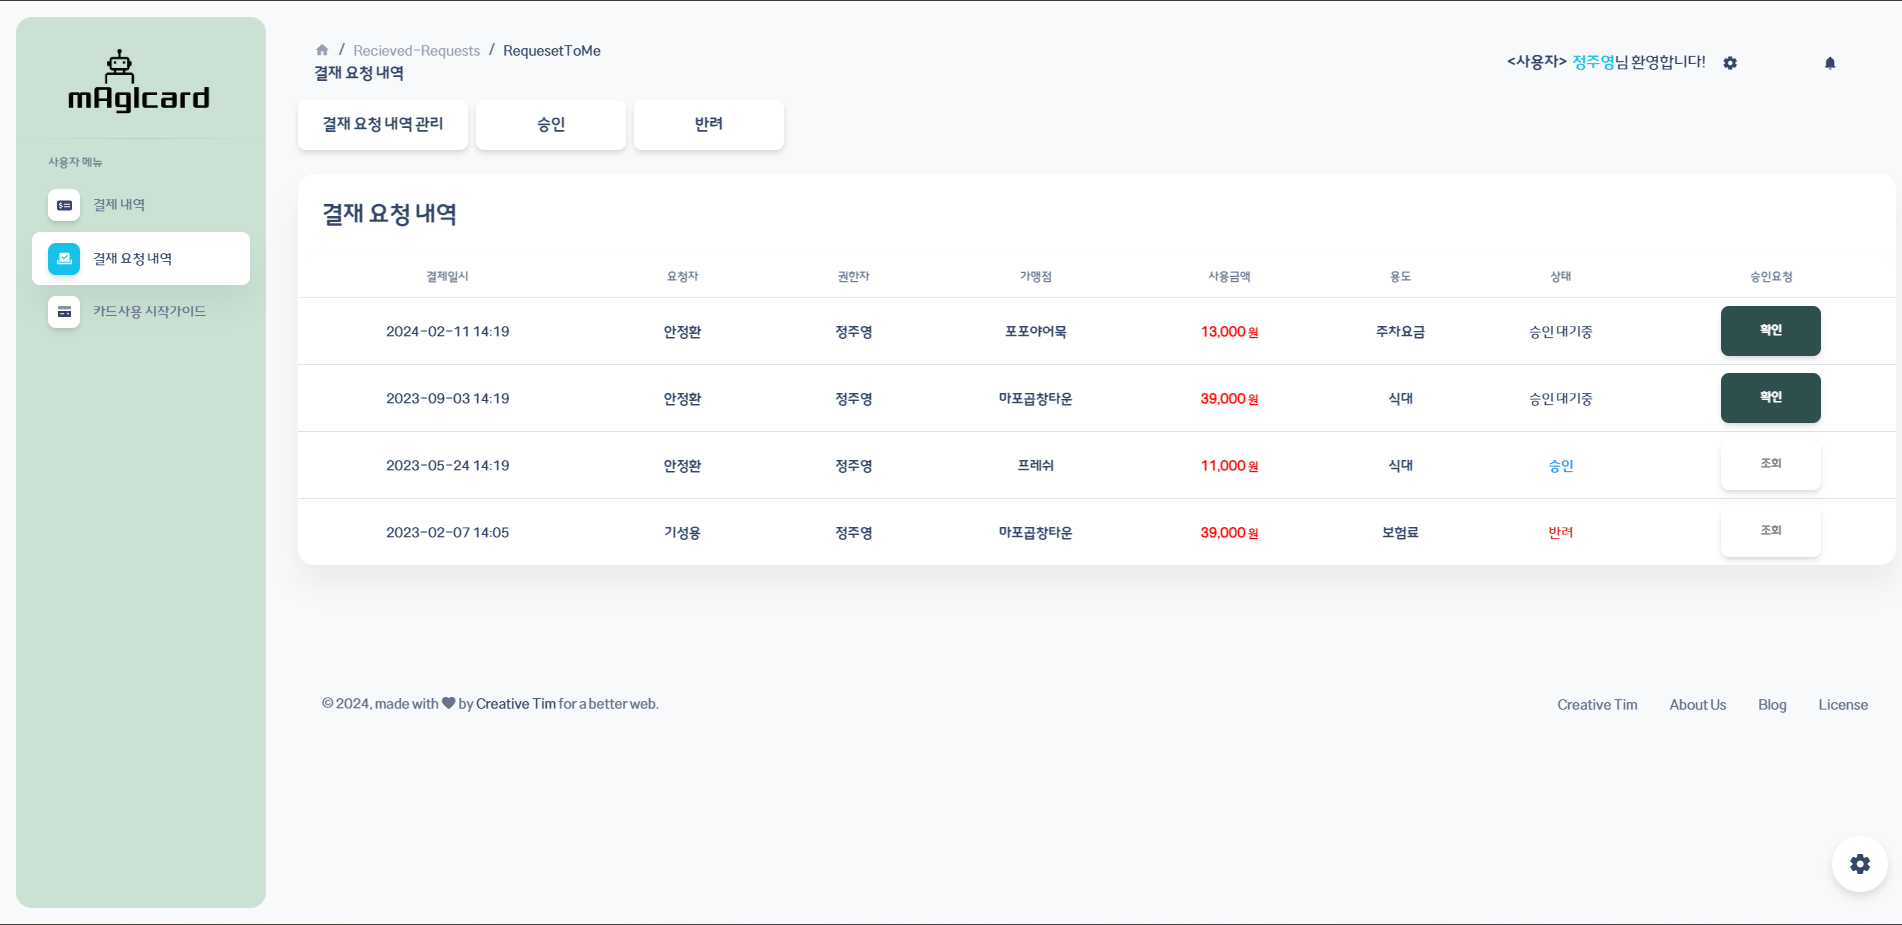 mAgIcard
사용자 메뉴
결제 내역
결재 요청 내역
카드사용 시작가이드
/ Recieved-Requests / RequesetToMe
결재 요청 내역
<사용자> 정주영님 환영합니다!
결재 요청 내역 관리 승인 반려
결재 요청 내역
결제일시 요청자 권한자 가맹점 사용금액 용도 상태 승인요청
2024-02-11 14:19 안정환 정주영 포포야어묵 13,000 원 주차요금 승인 대기중 확인
2023-09-03 14:19 안정환 정주영 마포곱창타운 39,000 원 식대 승인 대기중 확인
2023-05-24 14:19 안정환 정주영 프레쉬 11,000 원 식대 승인 조회
2023-02-07 14:05 기성용 정주영 마포곱창타운 39,000 원 보험료 반려 조회
© 2024, made with ♥ by Creative Tim for a better web.
Creative Tim About Us Blog License